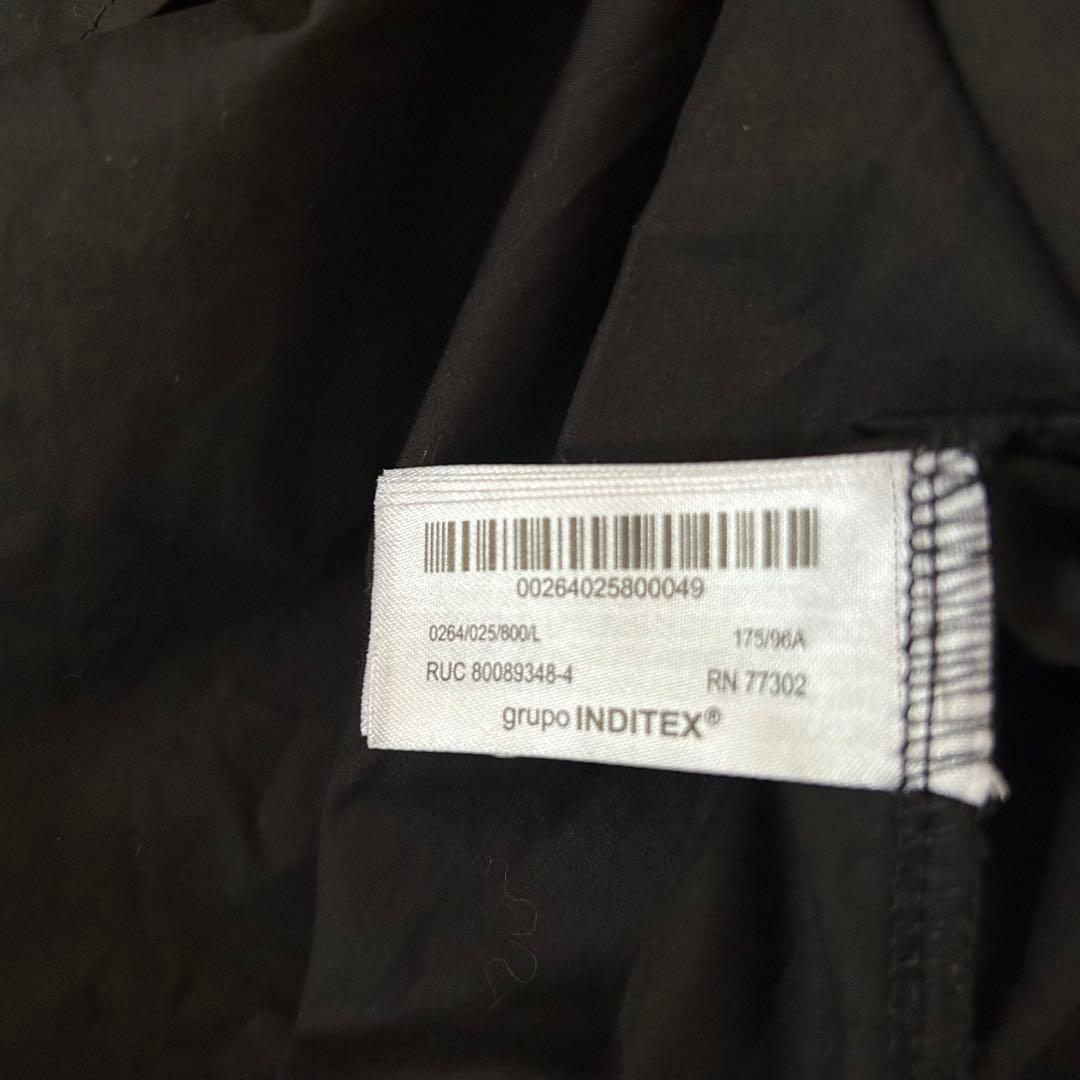 00264025800049
0264/025/800/L 175/96A
RUC 80089348-4 RN 77302
grupo INDITEX®